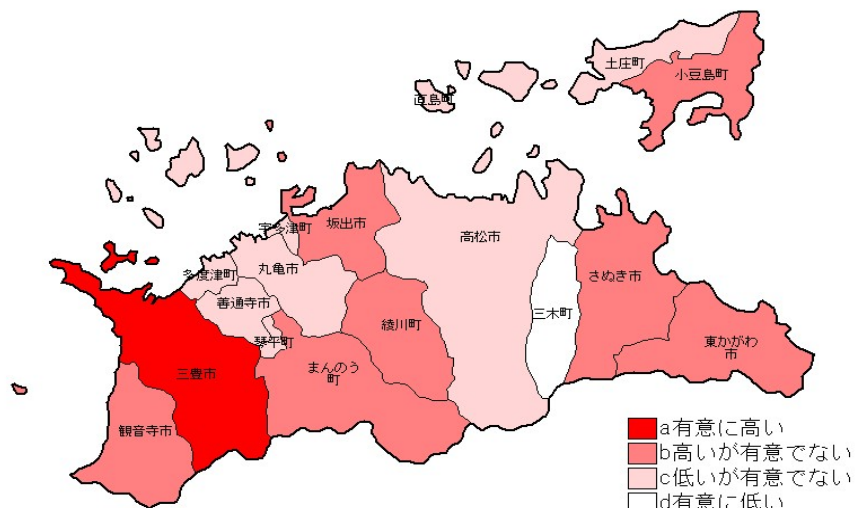 土庄町
小豆島町
直島町
宇多津町
坂出市
高松市
多度津町
丸亀市
さぬき市
善通寺市
三木町
綾川町
琴平町
東かがわ
市
まんのう
町
三豊市
観音寺市
a有意に高い
b高いが有意でない
c低いが有意でない
d有意に低い